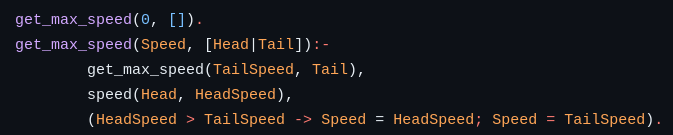 get_max_speed(0, []).
get_max_speed(Speed, [Head|Tail]):-
        get_max_speed(TailSpeed, Tail),
        speed(Head, HeadSpeed),
        (HeadSpeed > TailSpeed -> Speed = HeadSpeed; Speed = TailSpeed).